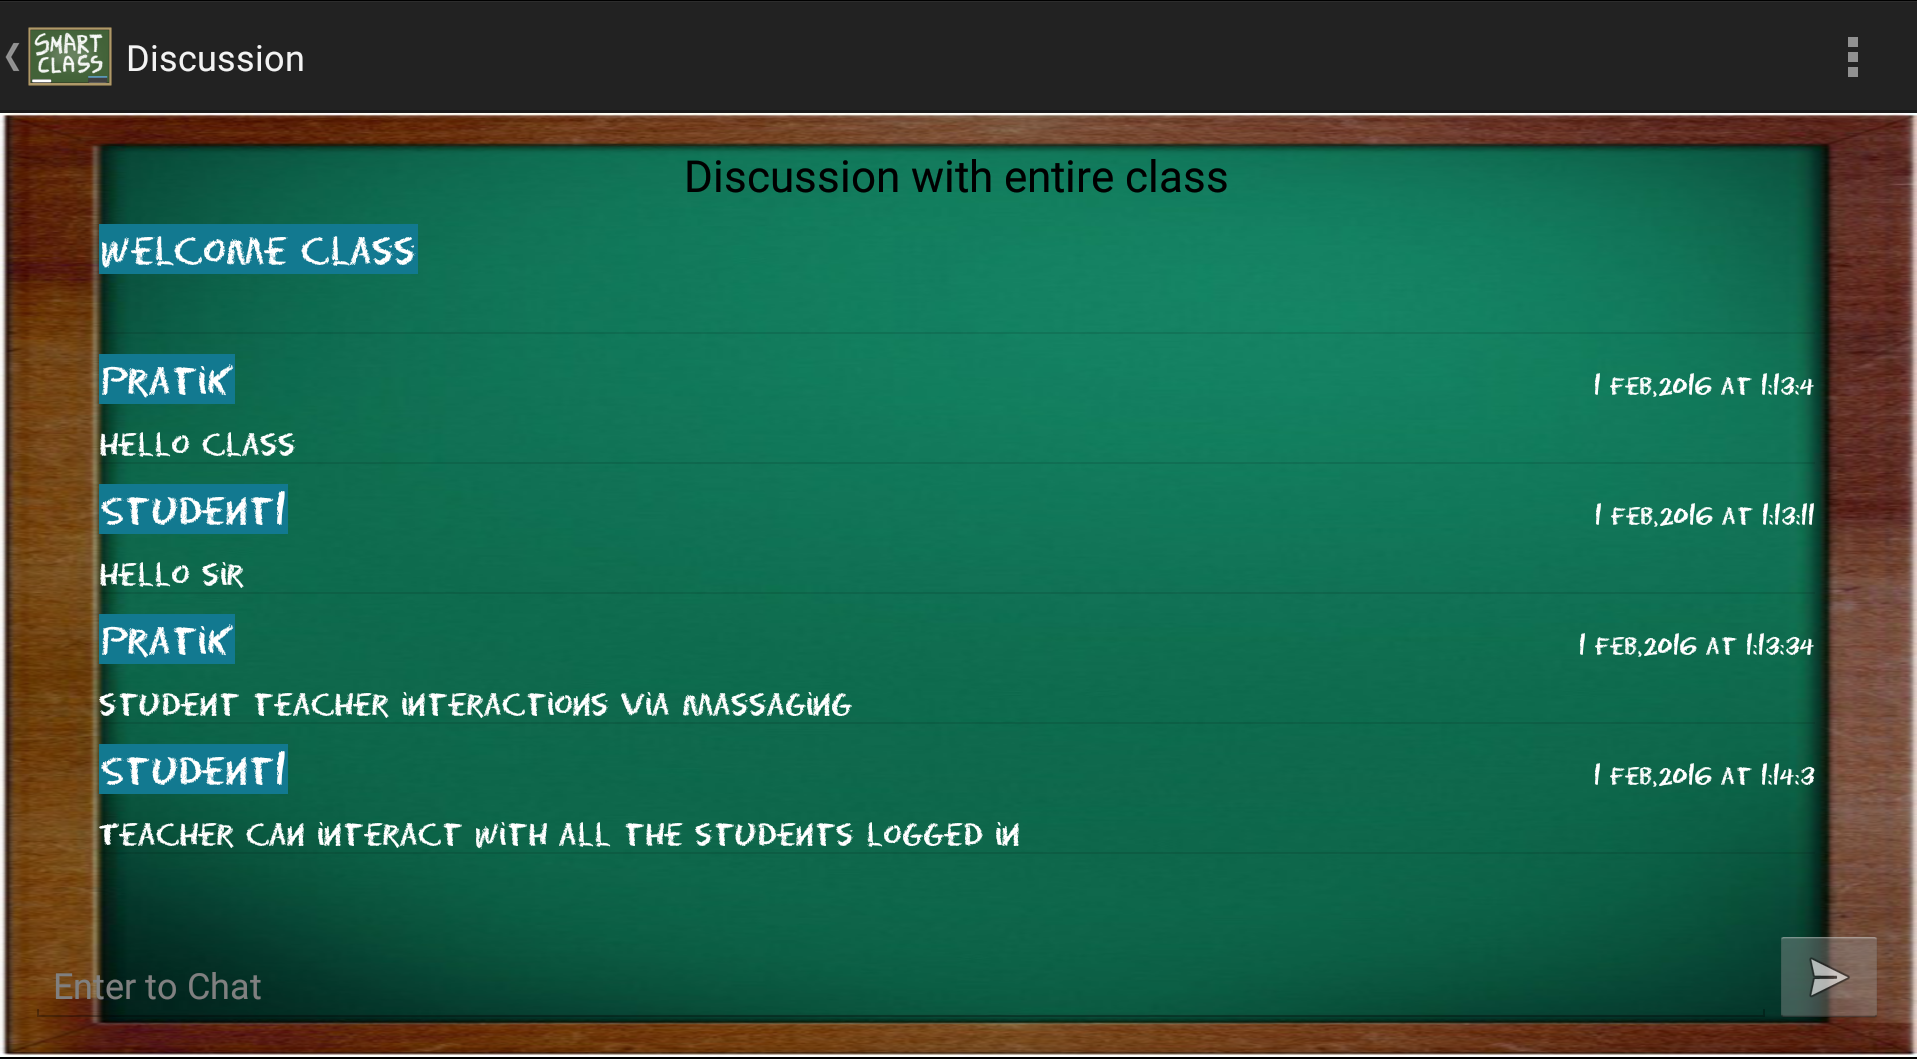 SMART
CLASS
Discussion
Discussion with entire class
WELCOME CLASS
PRATIK
1 FEB,2016 AT 1:13:4
HELLO CLASS
STUDENT1
1 FEB,2016 AT 1:13:11
HELLO SIR
PRATIK
1 FEB,2016 AT 1:13:34
STUDENT TEACHER INTERACTIONS VIA MASSAGING
STUDENT1
1 FEB,2016 AT 1:14:3
TEACHER CAN INTERACT WITH ALL THE STUDENTS LOGGED IN
Enter to Chat